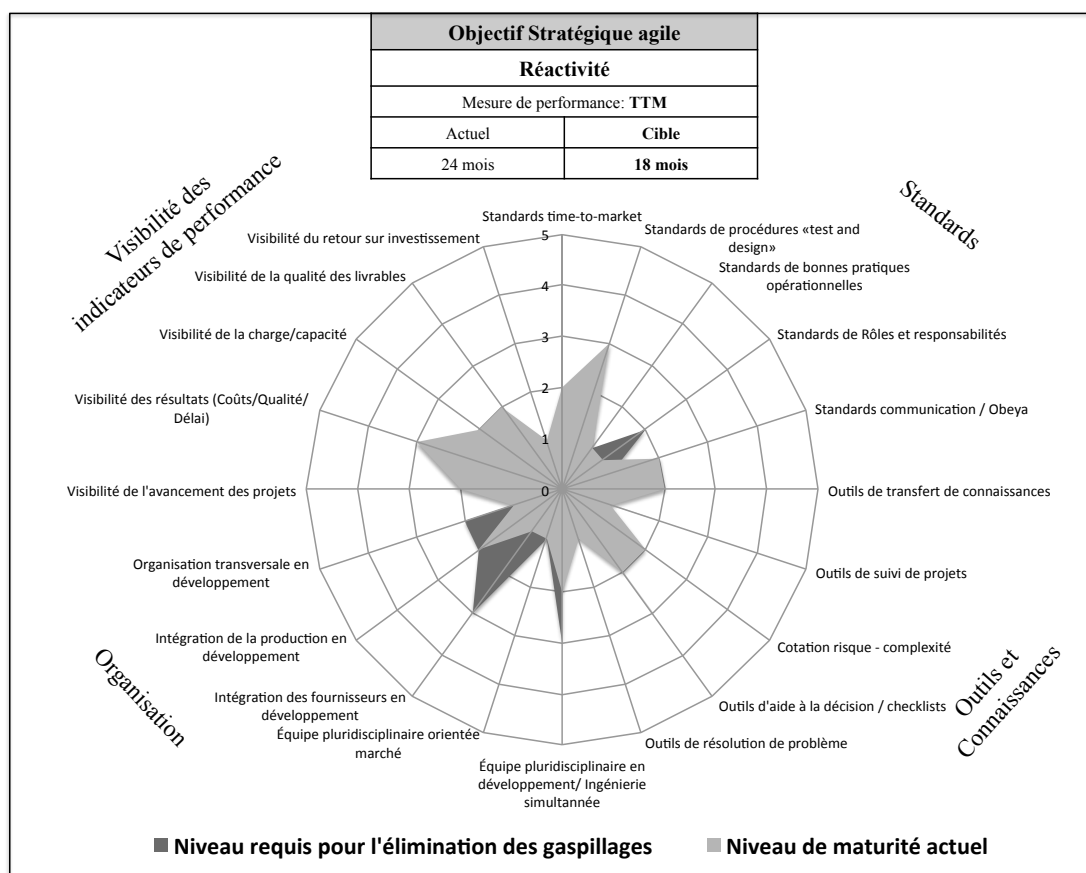 Objectif Stratégique agile
Réactivité
Mesure de performance: TTM
Actuel Cible
24 mois 18 mois
Visibilité des
indicateurs de performance
Standards
Standards time-to-market
Standards de procédures «test and
design»
Standards de bonnes pratiques
opérationnelles
Standards de Rôles et responsabilités
Standards communication / Obeya
Outils de transfert de connaissances
Outils de suivi de projets
Cotation risque - complexité
Outils d'aide à la décision / checklists
Outils de résolution de problème
Équipe pluridisciplinaire en
développement/ Ingénierie
simultannée
Équipe pluridisciplinaire orientée
marché
Intégration des fournisseurs en
développement
Intégration de la production en
développement
Organisation transversale en
développement
Visibilité de l'avancement des projets
Visibilité des résultats (Coûts/Qualité/
Délai)
Visibilité de la charge/capacité
Visibilité de la qualité des livrables
Visibilité du retour sur investissement
5
4
3
2
1
0
Organisation
Outils et
Connaissances
Niveau requis pour l'élimination des gaspillages
Niveau de maturité actuel